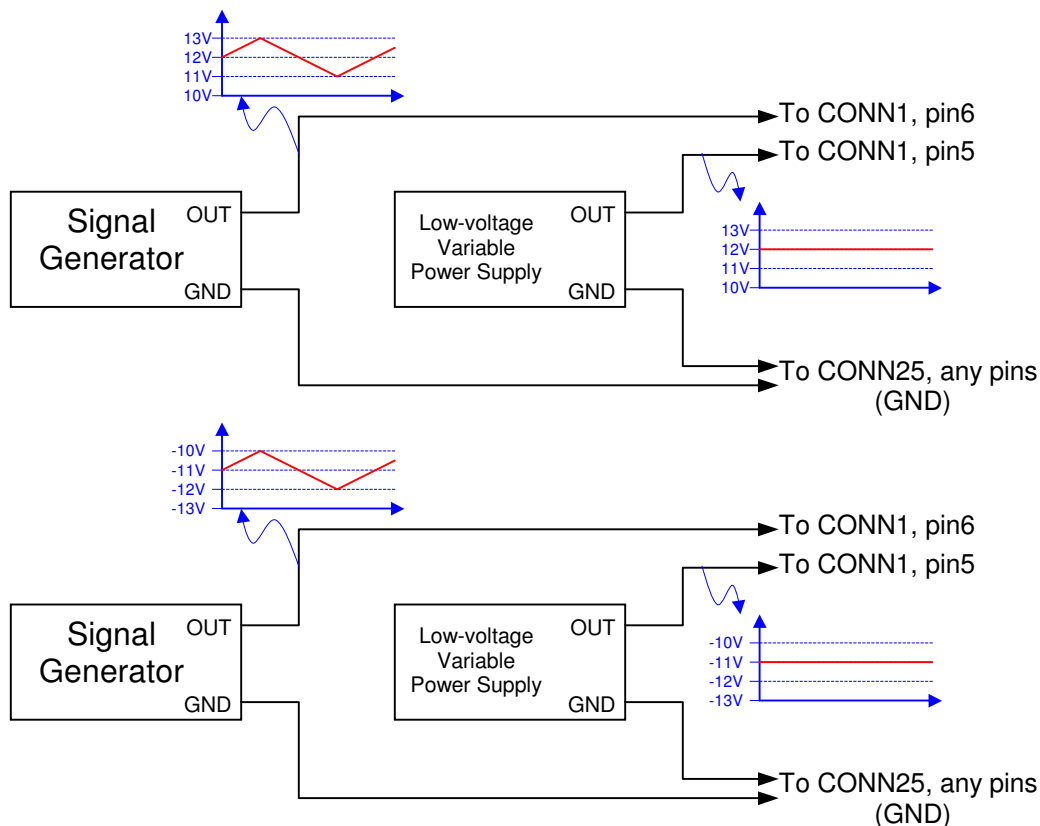 13V
12V
11V
10V
To CONN1, pin6
To CONN1, pin5
Signal
Generator
OUT
GND
Low-voltage
Variable
Power Supply
OUT
GND
13V
12V
11V
10V
To CONN25, any pins
(GND)
-10V
-11V
-12V
-13V
To CONN1, pin6
To CONN1, pin5
Signal
Generator
OUT
GND
Low-voltage
Variable
Power Supply
OUT
GND
-10V
-11V
-12V
-13V
To CONN25, any pins
(GND)